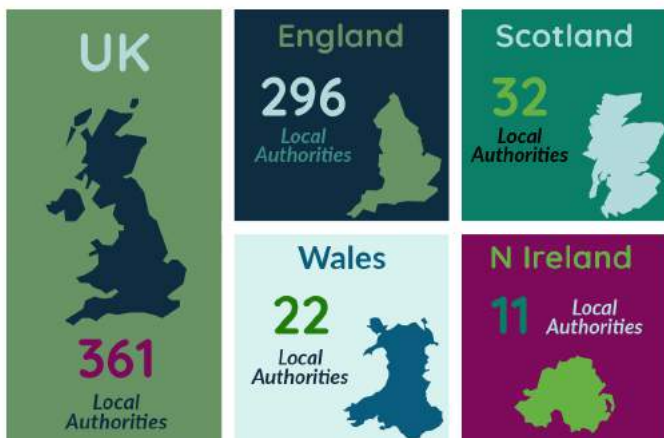 UK
361
Local
Authorities
England
296
Local
Authorities
Scotland
32
Local
Authorities
Wales
22
Local
Authorities
N Ireland
11
Local
Authorities